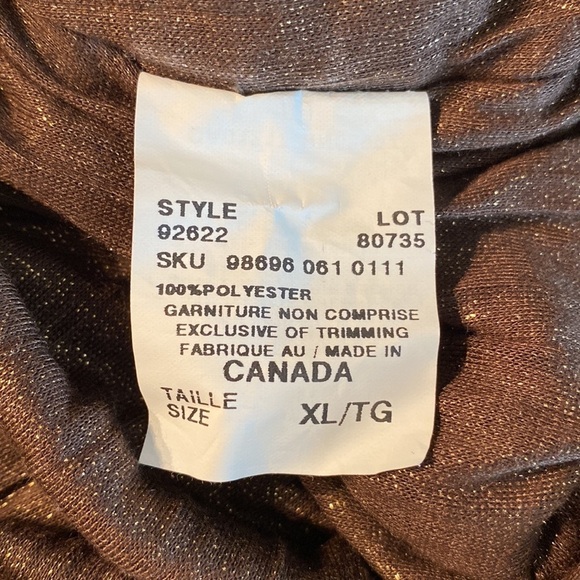 STYLE LOT
92622 80735
SKU 98696 061 0111
100%POLYESTER
GARNITURE NON COMPRISE
EXCLUSIVE OF TRIMMING
FABRIQUE AU / MADE IN
CANADA
TAILLE
SIZE XL/TG